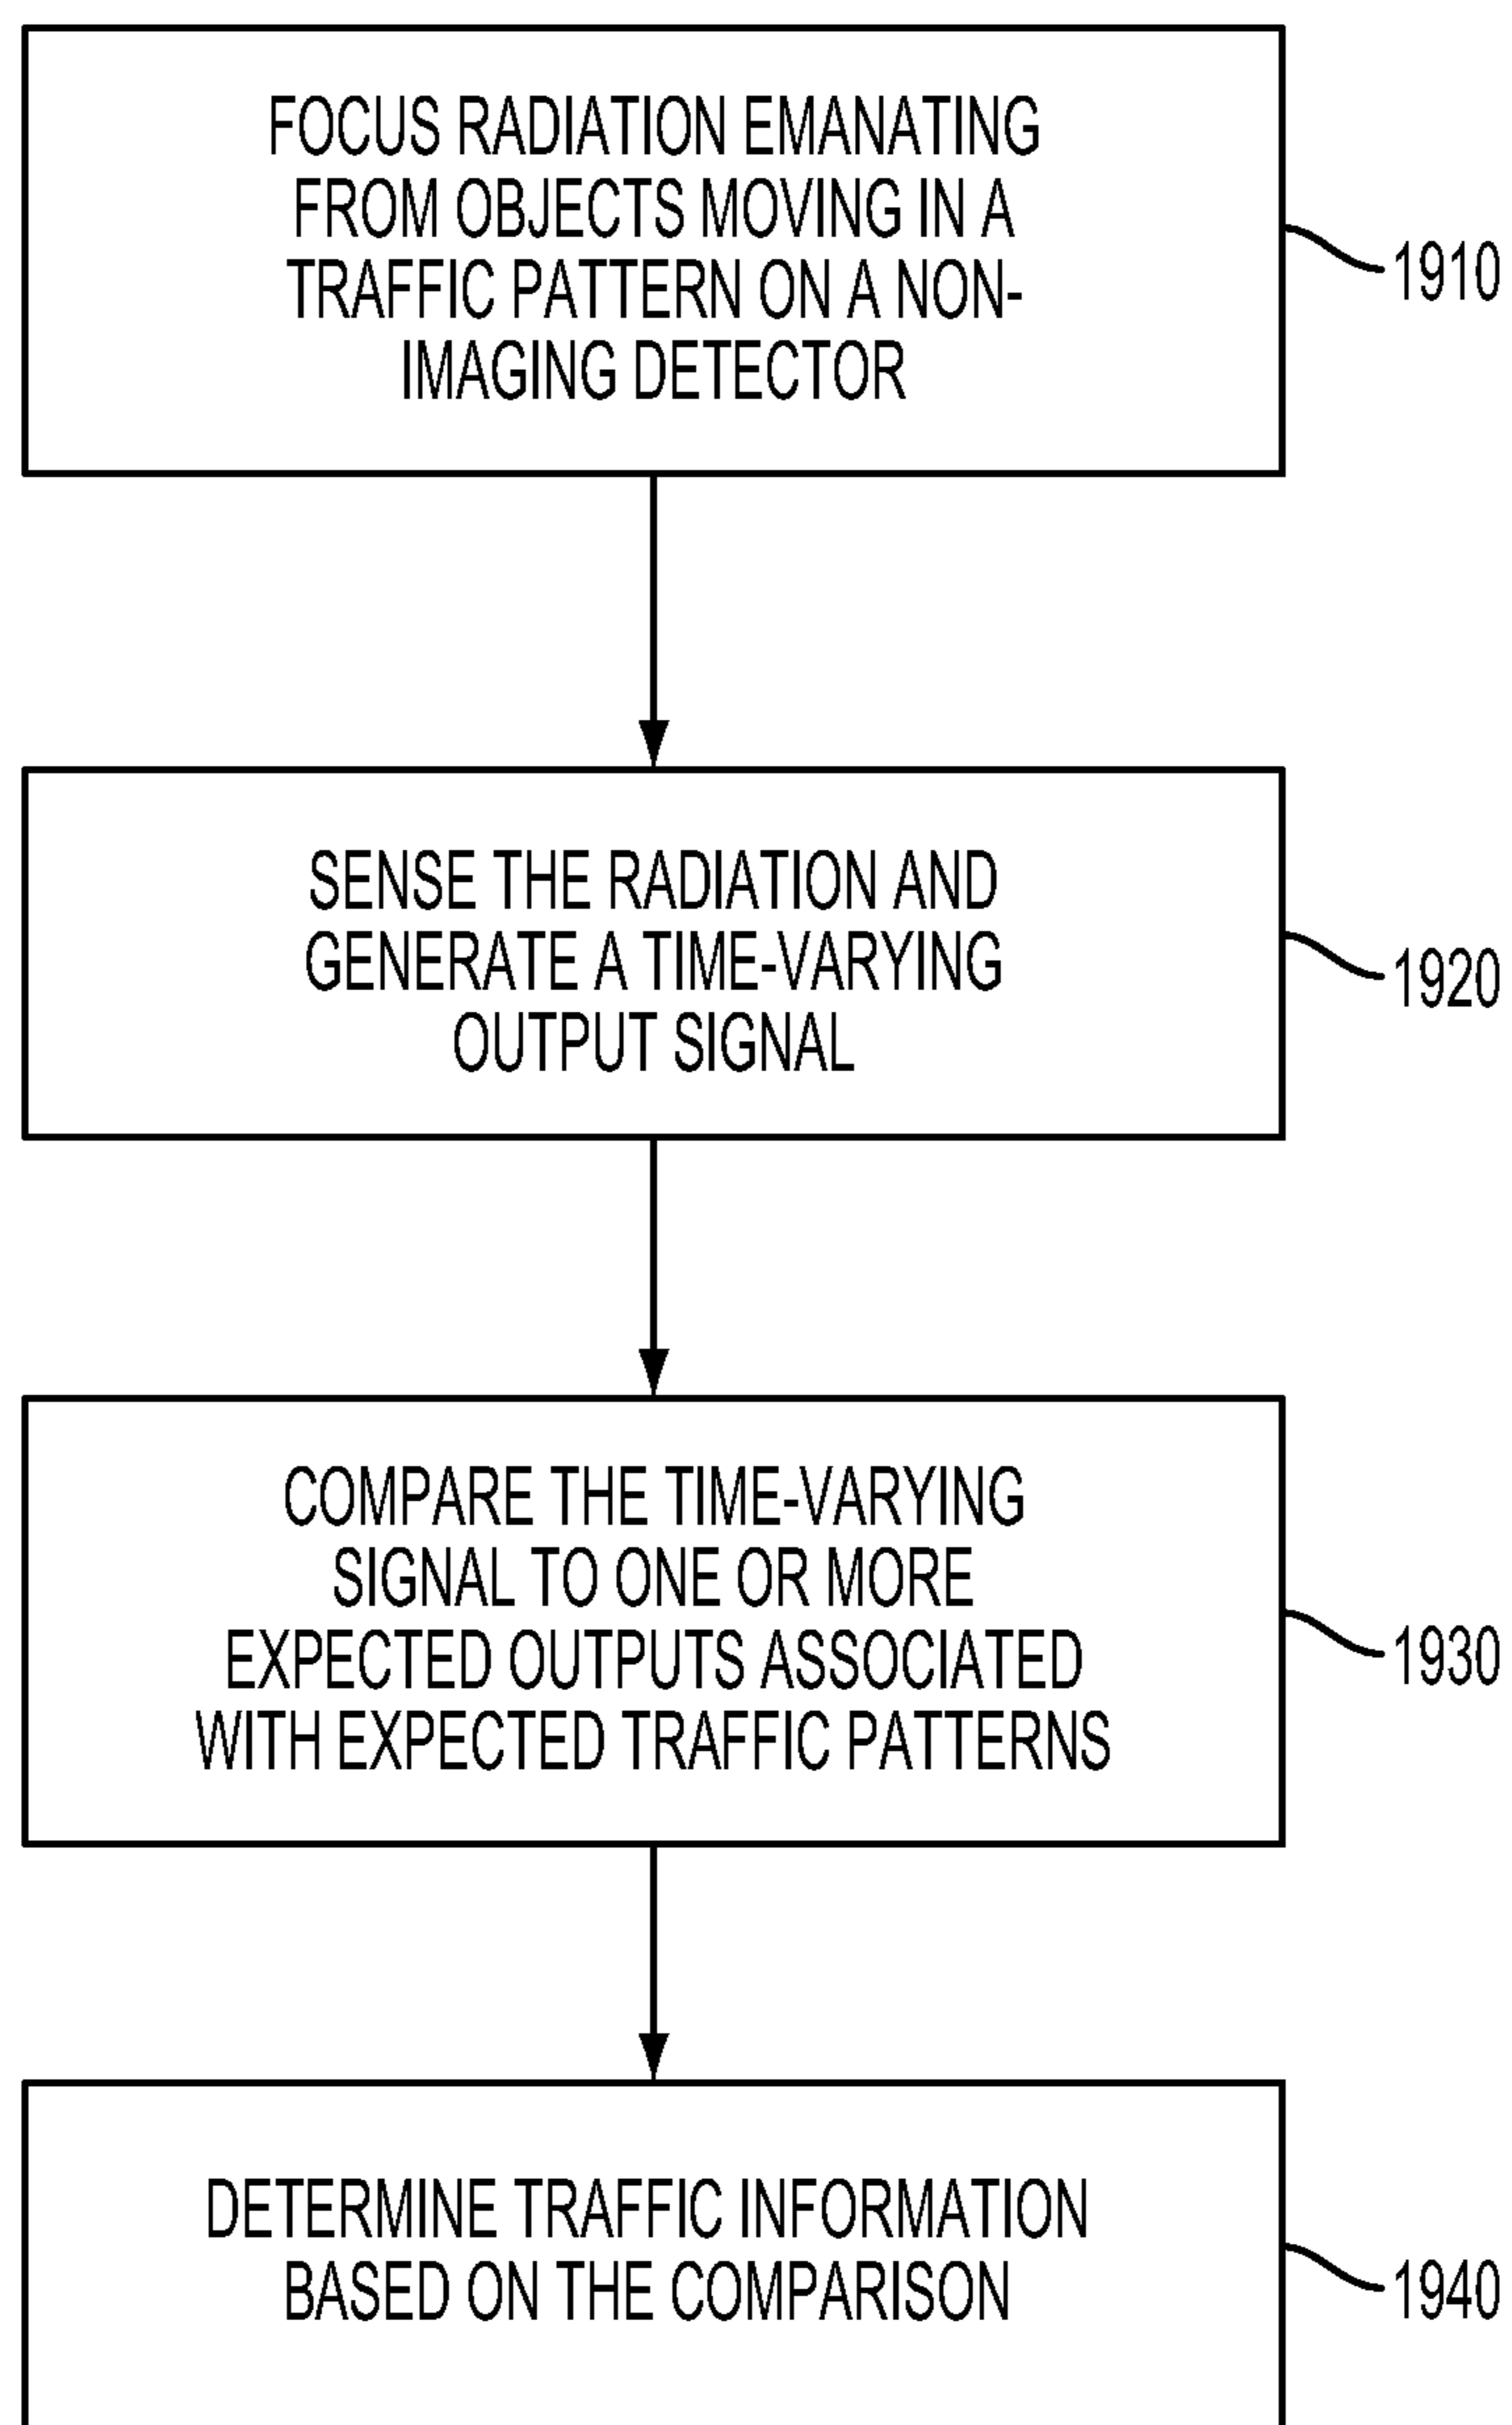 FOCUS RADIATION EMANATING
FROM OBJECTS MOVING IN A
TRAFFIC PATTERN ON A NON-
IMAGING DETECTOR
1910
SENSE THE RADIATION AND
GENERATE A TIME-VARYING
OUTPUT SIGNAL
1920
COMPARE THE TIME-VARYING
SIGNAL TO ONE OR MORE
EXPECTED OUTPUTS ASSOCIATED
WITH EXPECTED TRAFFIC PATTERNS
1930
DETERMINE TRAFFIC INFORMATION
BASED ON THE COMPARISON
1940